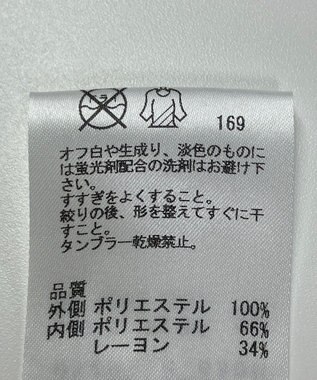 169
オフ白や生成り、淡色のものに
は蛍光剤配合の洗剤はお避け下
さい。
すすぎをよくすること。
絞りの後、形を整えてすぐに干
すこと。
タンブラー乾燥禁止。
品質
外側 ポリエステル 100%
内側 ポリエステル 66%
レーヨン 34%